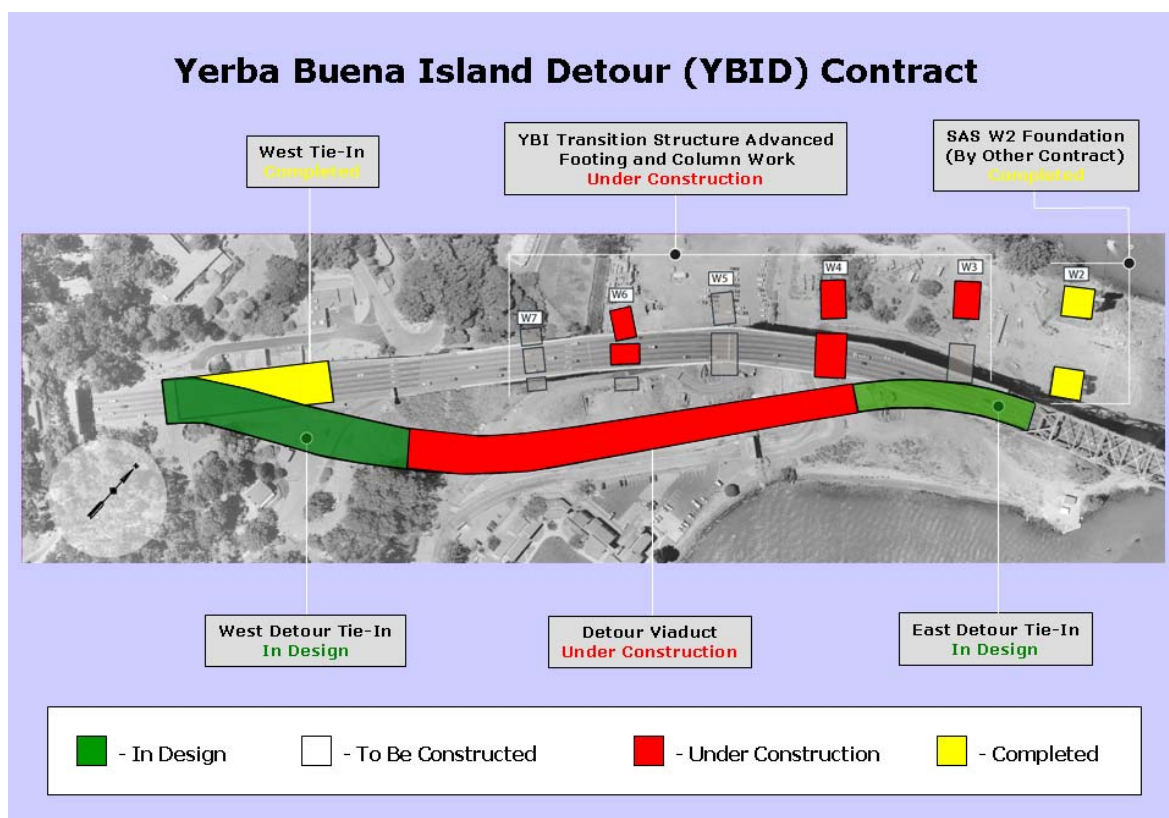 Yerba Buena Island Detour (YBID) Contract
West Tie-In
Completed
YBI Transition Structure Advanced
Footing and Column Work
Under Construction
SAS W2 Foundation
(By Other Contract)
Completed
W7
W6
W5
W4
W3
W2
West Detour Tie-In
In Design
Detour Viaduct
Under Construction
East Detour Tie-In
In Design
- In Design
- To Be Constructed
- Under Construction
- Completed